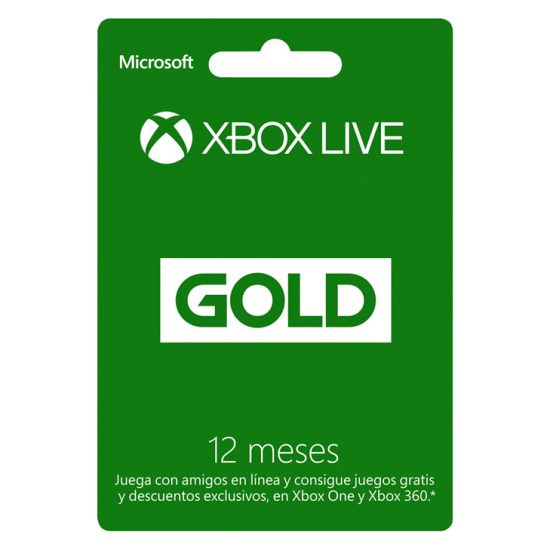 Microsoft
XBOX LIVE
GOLD
12 meses
Juega con amigos en línea y consigue juegos gratis
y descuentos exclusivos, en Xbox One y Xbox 360.*